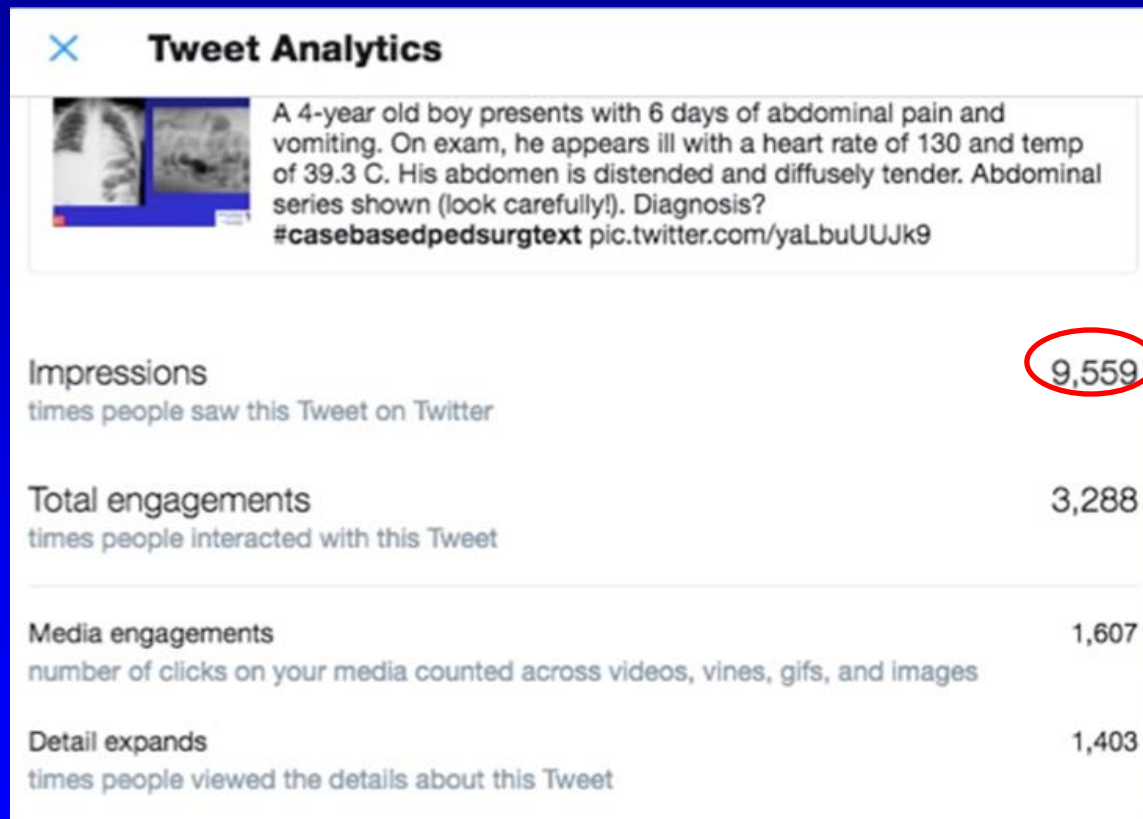 Tweet Analytics
A 4-year old boy presents with 6 days of abdominal pain and
vomiting. On exam, he appears ill with a heart rate of 130 and temp
of 39.3 C. His abdomen is distended and diffusely tender. Abdominal
series shown (look carefully!). Diagnosis?
#casebasedpedsurgtext pic.twitter.com/yaLbuUUJk9
Impressions 9,559
times people saw this Tweet on Twitter
Total engagements 3,288
times people interacted with this Tweet
Media engagements 1,607
number of clicks on your media counted across videos, vines, gifs, and images
Detail expands 1,403
times people viewed the details about this Tweet